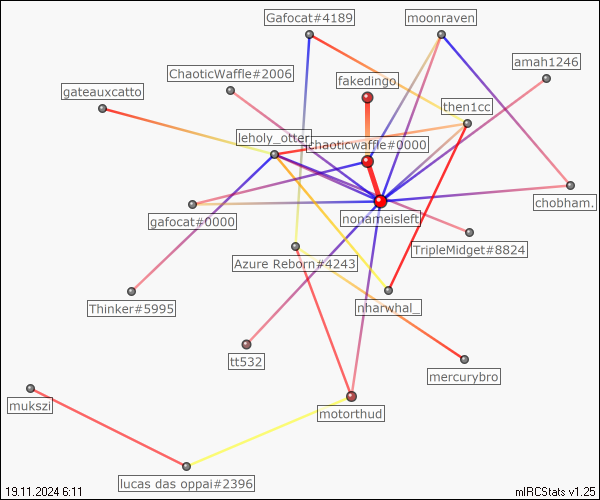 Gafocat#4189
moonraven
amah1246
ChaoticWaffle#2006
fakedingo
gateauxcatto
then1cc
leholy_otter
chaoticwaffle#0000
chobham.
gafocat#0000
nonameisleft
TripleMidget#8824
Azure Reborn#4243
Thinker#5995
nharwhal_
tt532
mercurybro
mukszi
motorthud
lucas das oppai#2396
19.11.2024 6:11
mIRCStats v1.25